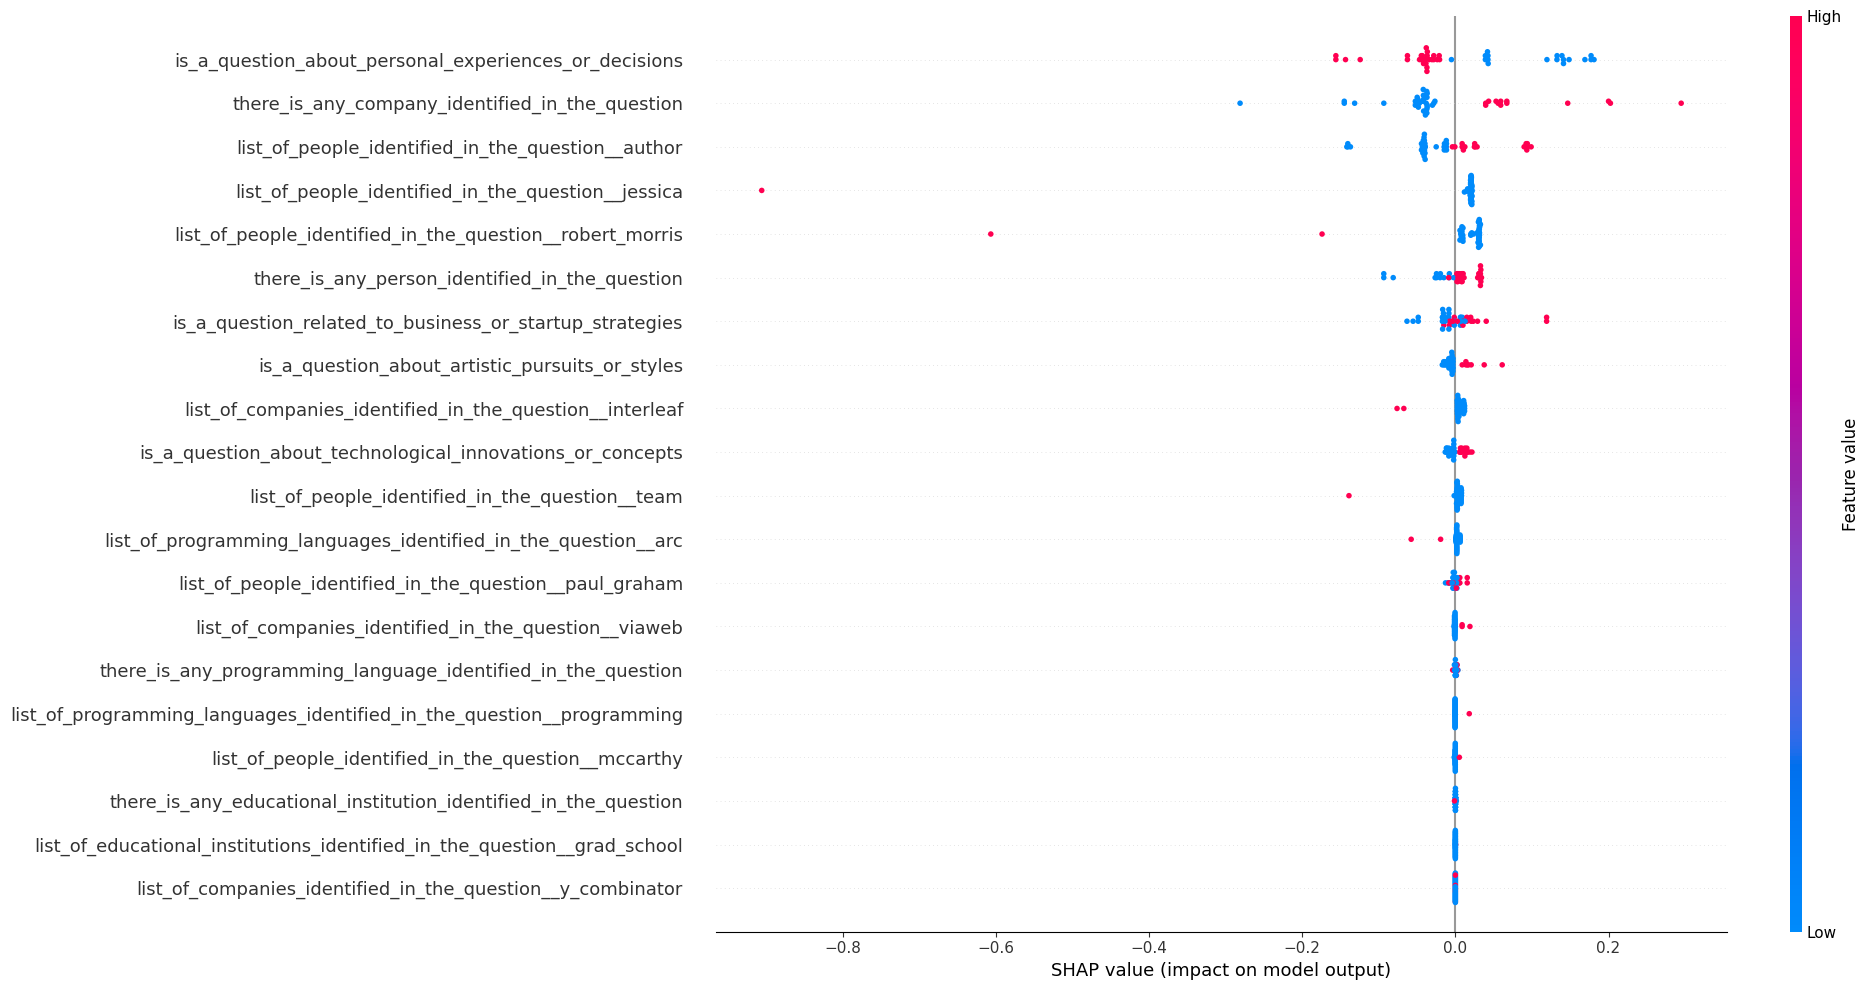 High
is_a_question_about_personal_experiences_or_decisions
there_is_any_company_identified_in_the_question
list_of_people_identified_in_the_question__author
list_of_people_identified_in_the_question__jessica
list_of_people_identified_in_the_question__robert_morris
there_is_any_person_identified_in_the_question
is_a_question_related_to_business_or_startup_strategies
is_a_question_about_artistic_pursuits_or_styles
list_of_companies_identified_in_the_question__interleaf
is_a_question_about_technological_innovations_or_concepts
list_of_people_identified_in_the_question__team
list_of_programming_languages_identified_in_the_question__arc
list_of_people_identified_in_the_question__paul_graham
list_of_companies_identified_in_the_question__viaweb
there_is_any_programming_language_identified_in_the_question
list_of_programming_languages_identified_in_the_question__programming
list_of_people_identified_in_the_question__mccarthy
there_is_any_educational_institution_identified_in_the_question
list_of_educational_institutions_identified_in_the_question__grad_school
list_of_companies_identified_in_the_question__y_combinator
Feature value
Low
−0.8 −0.6 −0.4 −0.2 0.0 0.2
SHAP value (impact on model output)